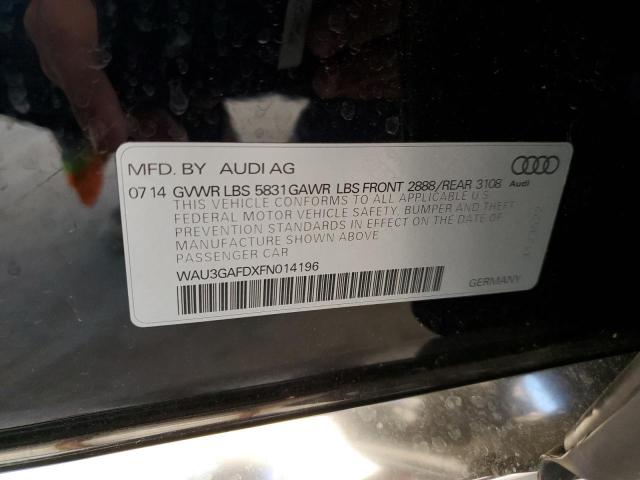 MFD. BY AUDI AG
07 14 GVWR LBS 5831 GAWR LBS FRONT 2888/REAR 3108 Audi
THIS VEHICLE CONFORMS TO ALL APPLICABLE U.S.
FEDERAL MOTOR VEHICLE SAFETY, BUMPER AND THEFT
PREVENTION STANDARDS IN EFFECT ON THE DATE OF
MANUFACTURE SHOWN ABOVE
PASSENGER CAR
WAU3GAFDXFN014196
GERMANY